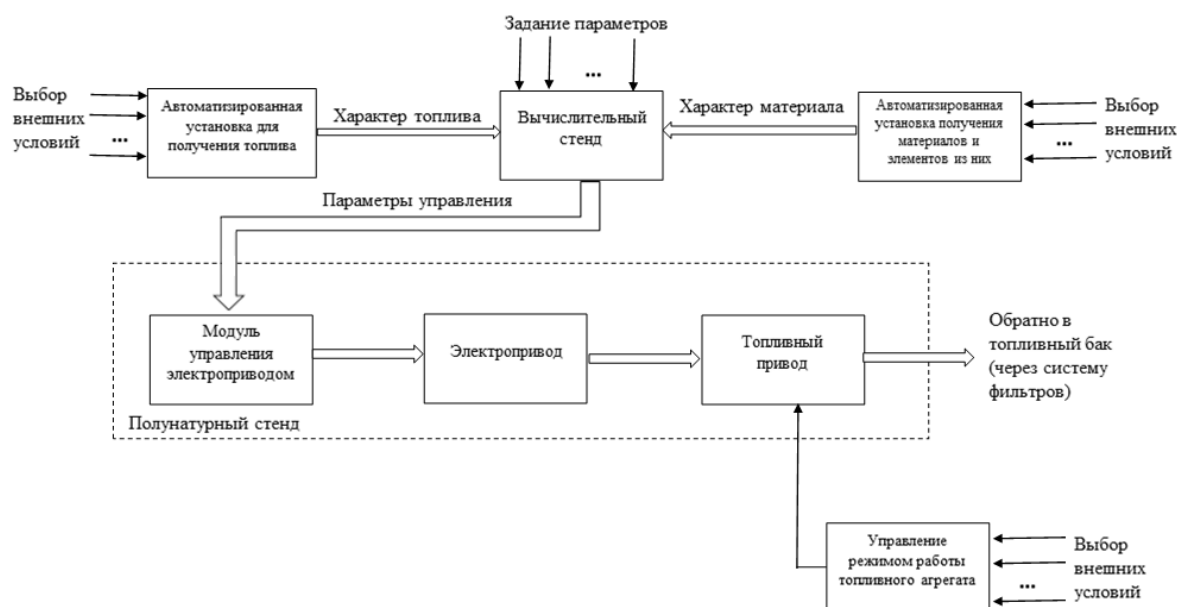 Задание параметров
...
Выбор
внешних
условий
...
Автоматизированная
установка для
получения топлива
Характер топлива
Вычислительный
стенд
Характер материала
Автоматизированная
установка получения
материалов и
элементов из них
Выбор
внешних
условий
...
Параметры управления
Модуль
управления
электроприводом
Электропривод
Топливный
привод
Обратно в
топливный бак
(через систему
фильтров)
Полунатурный стенд
Управление
режимом работы
топливного агрегата
Выбор
внешних
условий
...